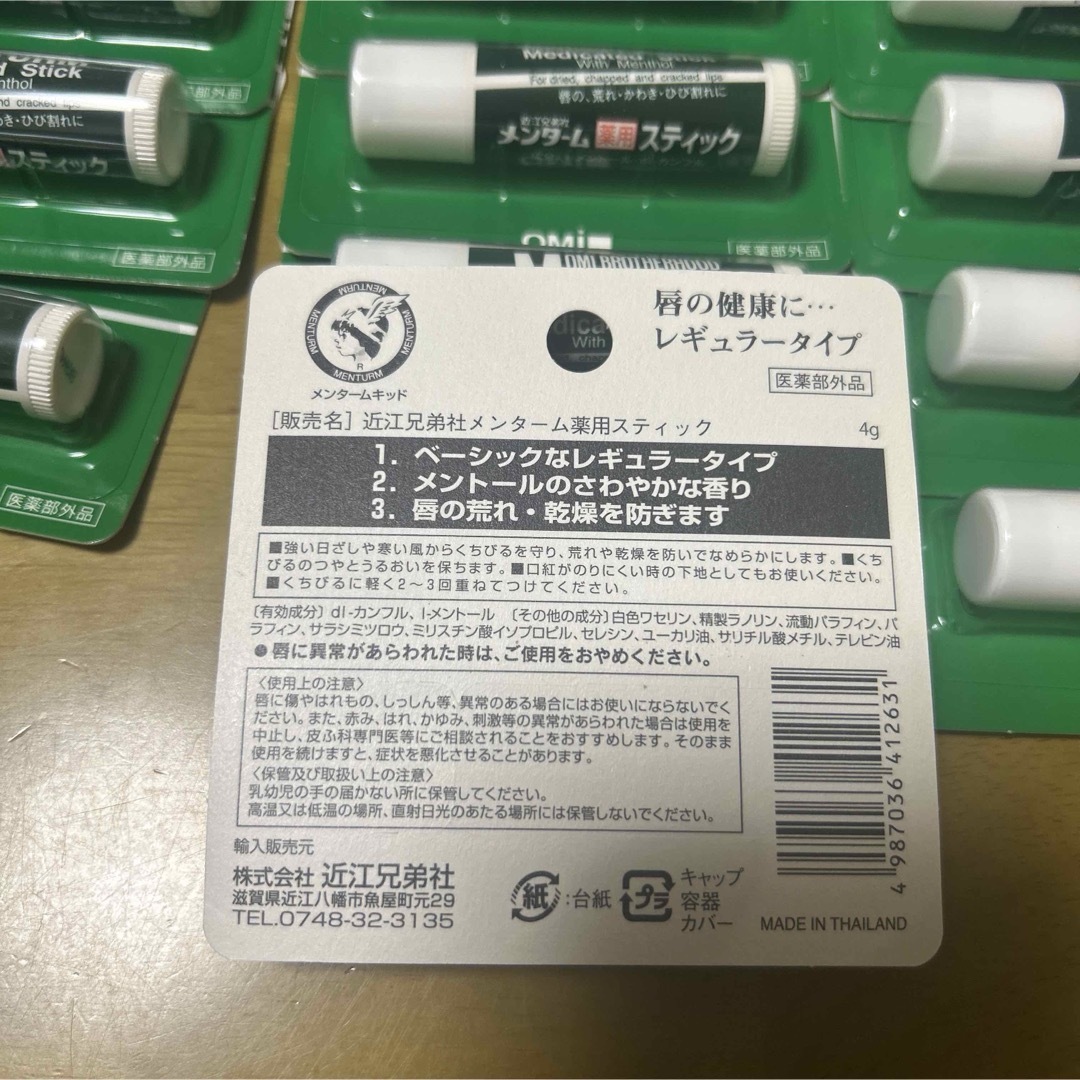 d Stick
nthol
スティック
医薬部外品
医薬部外品
Medicated Stick
With Menthol
For dried, chapped and cracked lips
唇の、荒れ・かわき・ひび割れに
近江兄弟社
メンターム薬用スティック
OMI
医薬部外品
OMI BROTHERHOOD
MENTURM
MENTURM
MENTURM
MENTURM
R
メンタームキッド
dica
With
唇の健康に…
レギュラータイプ
医薬部外品
[販売名] 近江兄弟社メンターム薬用スティック 4g
1. ベーシックなレギュラータイプ
2. メントールのさわやかな香り
3. 唇の荒れ・乾燥を防ぎます
■強い日ざしや寒い風からくちびるを守り、荒れや乾燥を防いでなめらかにします。■くち
びるのつやとうるおいを保ちます。■口紅がのりにくい時の下地としてもお使いください。
■くちびるに軽く2〜3回重ねてつけてください。
〔有効成分〕dl-カンフル、l-メントール 〔その他の成分〕白色ワセリン、精製ラノリン、流動パラフィン、パ
ラフィン、サラシミツロウ、ミリスチン酸イソプロピル、セレシン、ユーカリ油、サリチル酸メチル、テレビン油
●唇に異常があらわれた時は、ご使用をおやめください。
〈使用上の注意〉
唇に傷やはれもの、しっしん等、異常のある場合にはお使いにならないでく
ださい。また、赤み、はれ、かゆみ、刺激等の異常があらわれた場合は使用を
中止し、皮ふ科専門医等にご相談されることをおすすめします。そのまま
使用を続けますと、症状を悪化させることがあります。
〈保管及び取扱い上の注意〉
乳幼児の手の届かない所に保管してください。
高温又は低温の場所、直射日光のあたる場所には保管しないでください。
4 987036 412631
輸入販売元
株式会社 近江兄弟社
滋賀県近江八幡市魚屋町元29
TEL.0748-32-3135
紙:台紙
プラ
キャップ
容器
カバー
MADE IN THAILAND